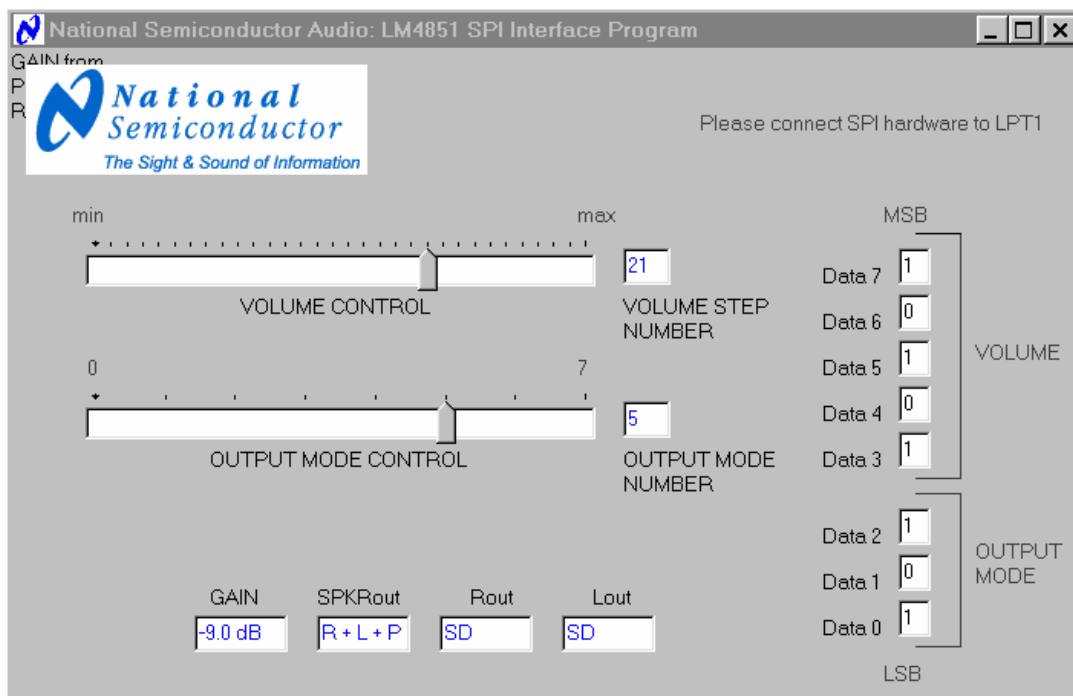 National Semiconductor Audio: LM4851 SPI Interface Program
GAIN from
P
R
National
Semiconductor
The Sight & Sound of Information
Please connect SPI hardware to LPT1
min max
21
VOLUME CONTROL
VOLUME STEP
NUMBER
0 7
5
OUTPUT MODE CONTROL
OUTPUT MODE
NUMBER
MSB
Data 7 1
Data 6 0
Data 5 1
Data 4 0
Data 3 1
VOLUME
Data 2 1
Data 1 0
Data 0 1
OUTPUT
MODE
LSB
GAIN SPKRout Rout Lout
-9.0 dB R + L + P SD SD